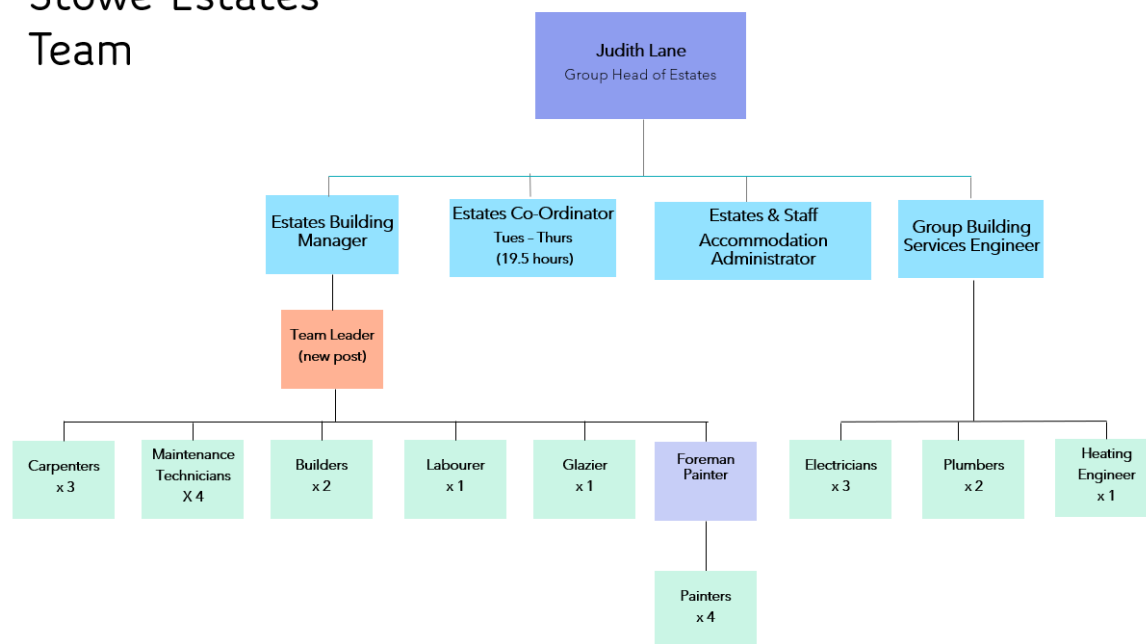 Stowe Estates
Team
Judith Lane
Group Head of Estates
Estates Building
Manager
Estates Co-Ordinator
Tues – Thurs
(19.5 hours)
Estates & Staff
Accommodation
Administrator
Group Building
Services Engineer
Team Leader
(new post)
Carpenters
x 3
Maintenance
Technicians
X 4
Builders
x 2
Labourer
x 1
Glazier
x 1
Foreman
Painter
Electricians
x 3
Plumbers
x 2
Heating
Engineer
x 1
Painters
x 4